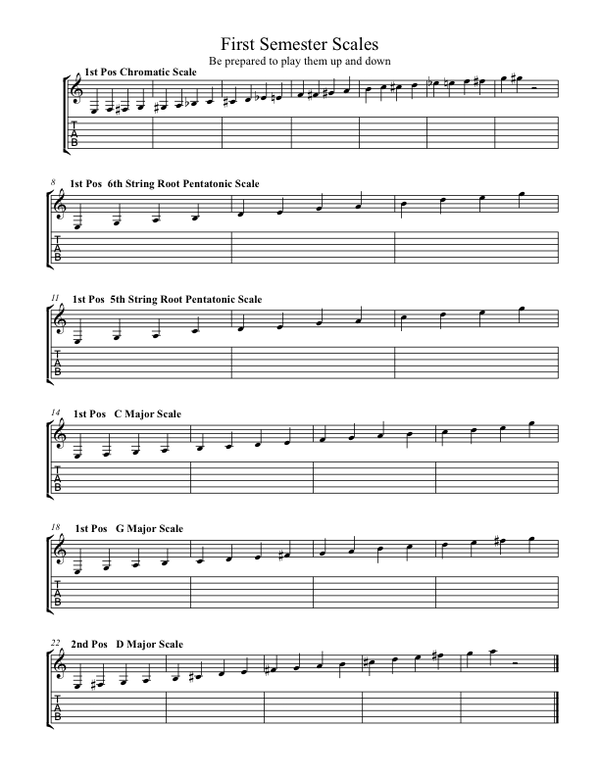 First Semester Scales
Be prepared to play them up and down
1st Pos Chromatic Scale
T
A
B
8
1st Pos 6th String Root Pentatonic Scale
T
A
B
11
1st Pos 5th String Root Pentatonic Scale
T
A
B
14
1st Pos C Major Scale
T
A
B
18
1st Pos G Major Scale
T
A
B
22
2nd Pos D Major Scale
T
A
B